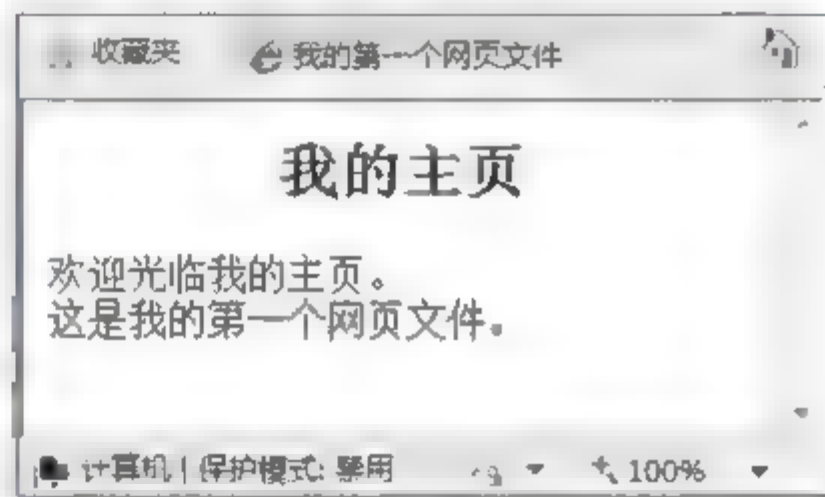 收藏夹 我的第一个网页文件
我的主页
欢迎光临我的主页。
这是我的第一个网页文件。
计算机 | 保护模式: 禁用 100%